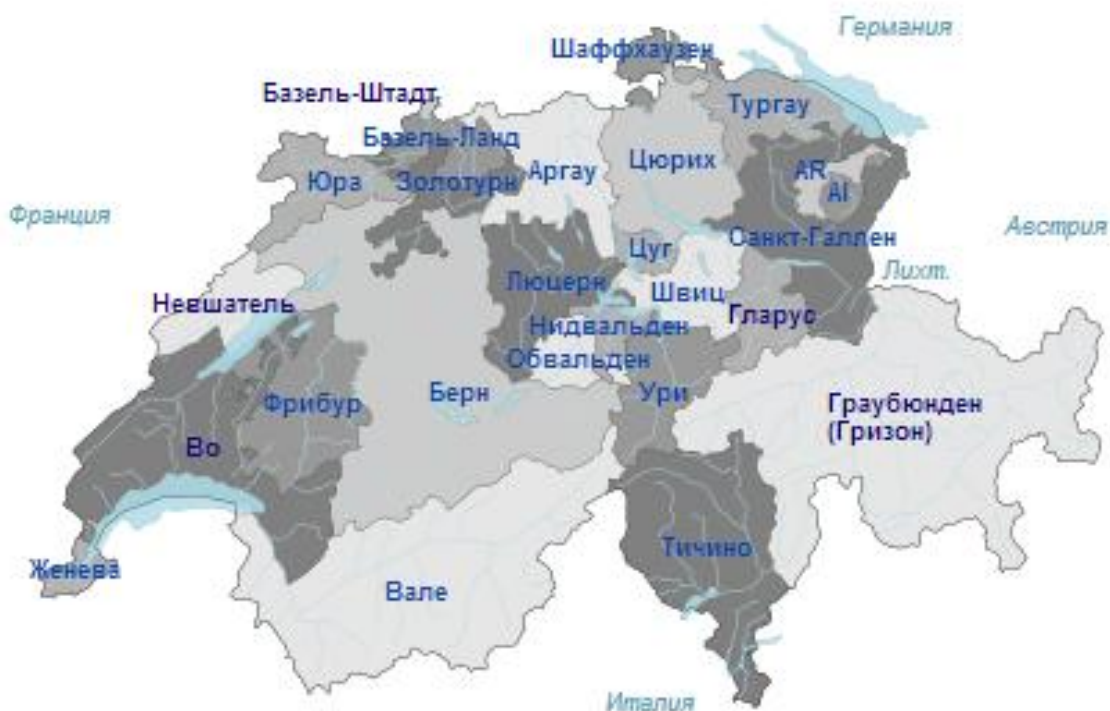 Германия
Шаффхаузен
Базель-Штадт
Тургау
Базель-Ланд
Цюрих
Аргау
AR
AI
Юра
Золотурн
Франция
Австрия
Санкт-Галлен
Цуг
Лихт.
Люцерн
Швиц
Невшатель
Гларус
Нидвальден
Обвальден
Берн
Ури
Фрибур
Граубюнден
(Гризон)
Во
Тичино
Женева
Вале
Италия